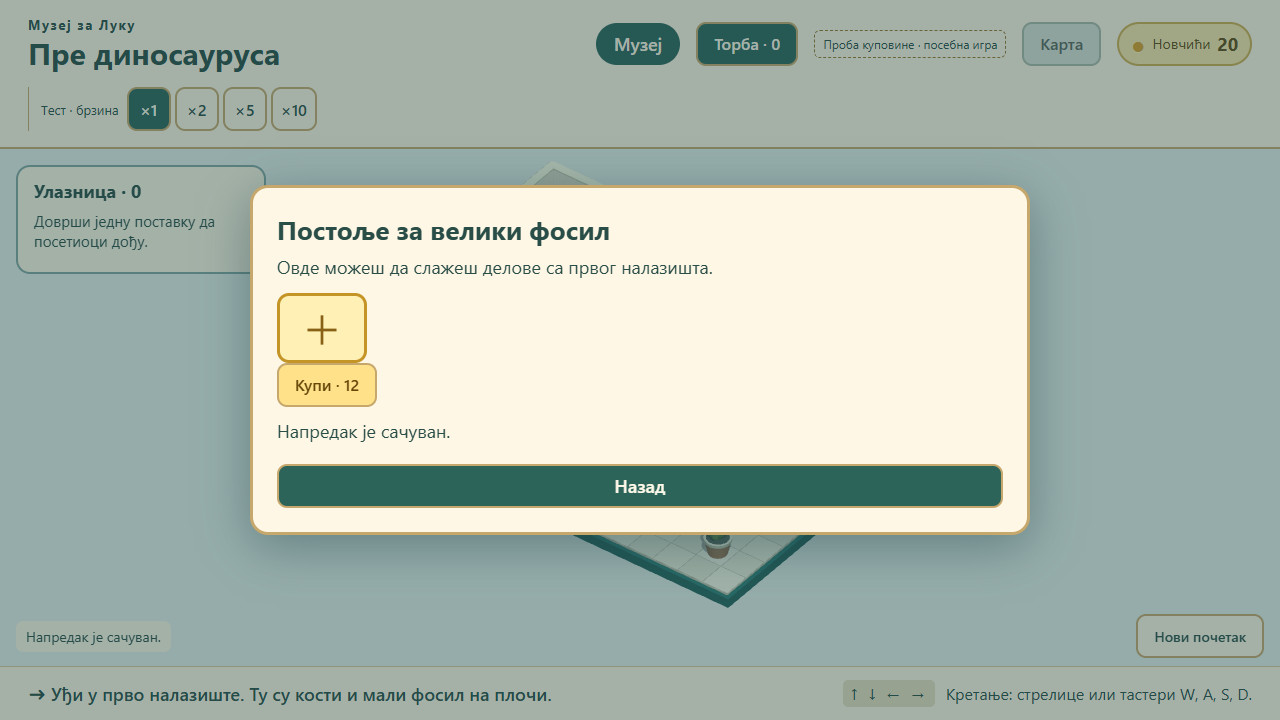 Музеј за Луку
Пре диносауруса
Музеј
Торба · 0
Проба куповине · посебна игра
Карта
Новчићи 20
Тест · брзина ×1 ×2 ×5 ×10
Улазница · 0
Доврши једну поставку да
посетиоци дођу.
Постоље за велики фосил
Овде можеш да слажеш делове са првог налазишта.
+
Купи · 12
Напредак је сачуван.
Назад
Напредак је сачуван.
Нови почетак
→ Уђи у прво налазиште. Ту су кости и мали фосил на плочи.
↑ ↓ ← → Кретање: стрелице или тастери W, A, S, D.